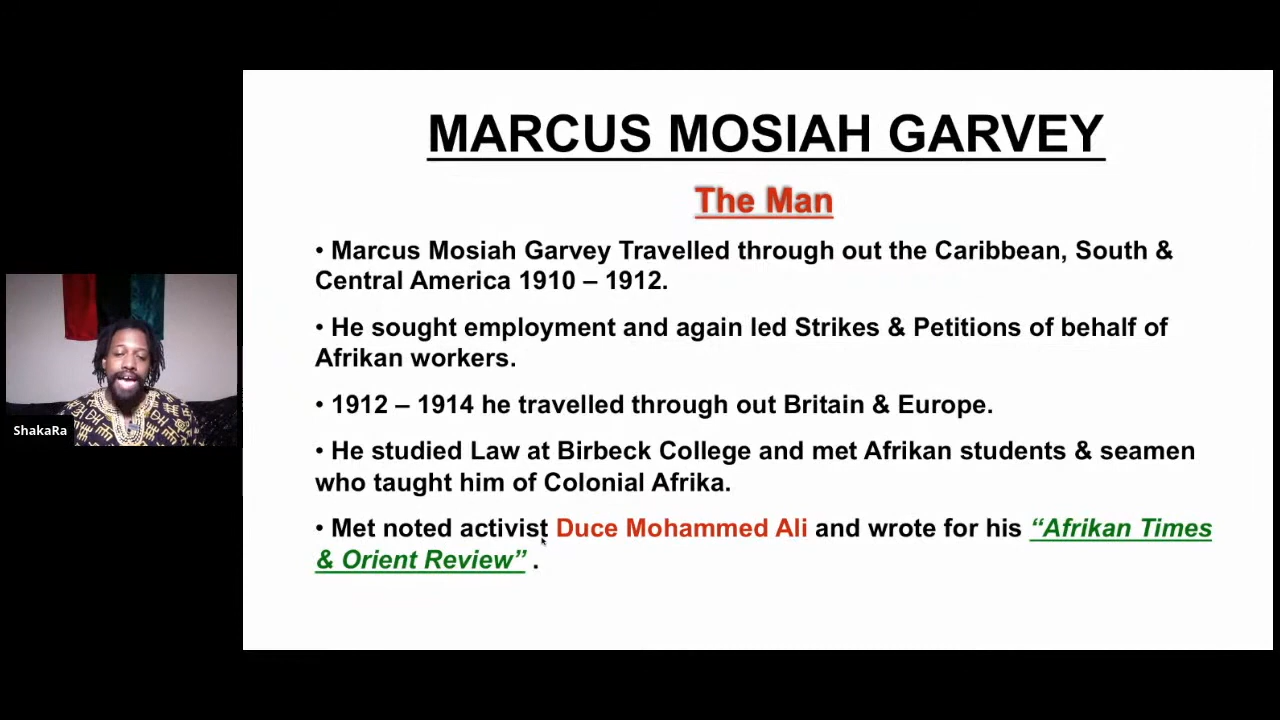 MARCUS MOSIAH GARVEY
The Man
• Marcus Mosiah Garvey Travelled through out the Caribbean, South &
Central America 1910 – 1912.
• He sought employment and again led Strikes & Petitions of behalf of
Afrikan workers.
• 1912 – 1914 he travelled through out Britain & Europe.
• He studied Law at Birbeck College and met Afrikan students & seamen
who taught him of Colonial Afrika.
• Met noted activist Duce Mohammed Ali and wrote for his “Afrikan Times
& Orient Review” .
ShakaRa